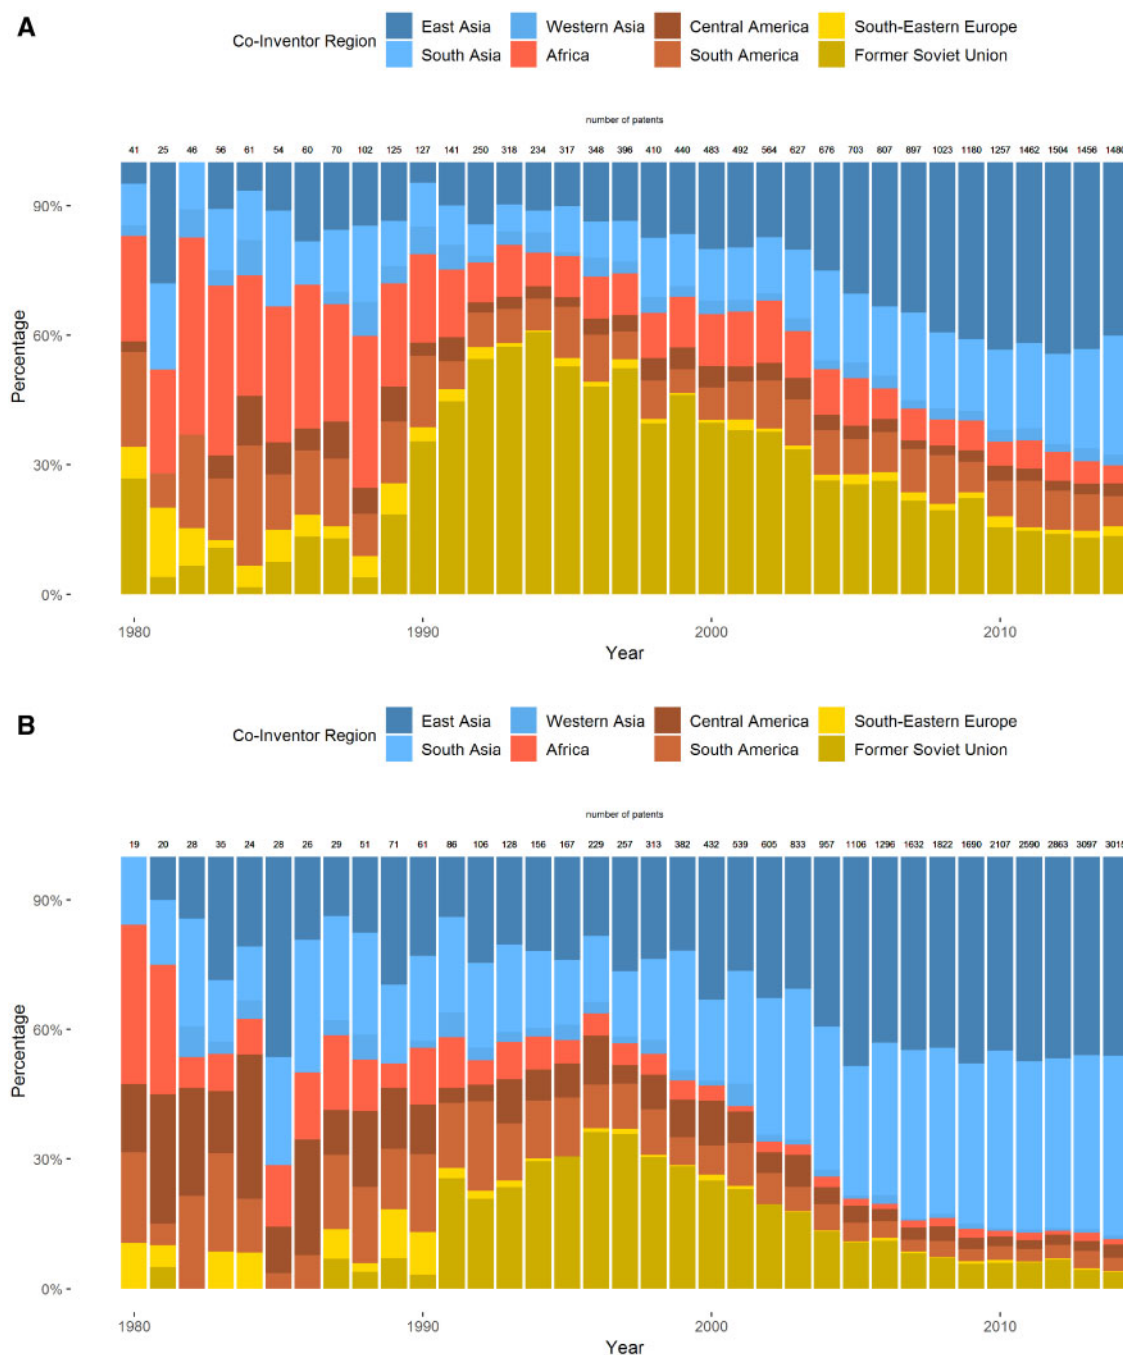 A
Co-Inventor Region
East Asia Western Asia Central America South-Eastern Europe
South Asia Africa South America Former Soviet Union
number of patents
41 25 46 56 61 54 60 70 102 125 127 141 250 318 234 317 348 396 410 440 483 492 564 627 676 703 807 897 1023 1180 1257 1462 1504 1456 1480
90%
60%
30%
0%
Percentage
1980 1990 2000 2010
Year
B
Co-Inventor Region
East Asia Western Asia Central America South-Eastern Europe
South Asia Africa South America Former Soviet Union
number of patents
19 20 28 35 24 28 26 29 51 71 61 86 106 128 156 167 229 257 313 382 432 539 605 833 957 1106 1296 1632 1822 1690 2107 2590 2863 3097 3015
90%
60%
30%
0%
Percentage
1980 1990 2000 2010
Year